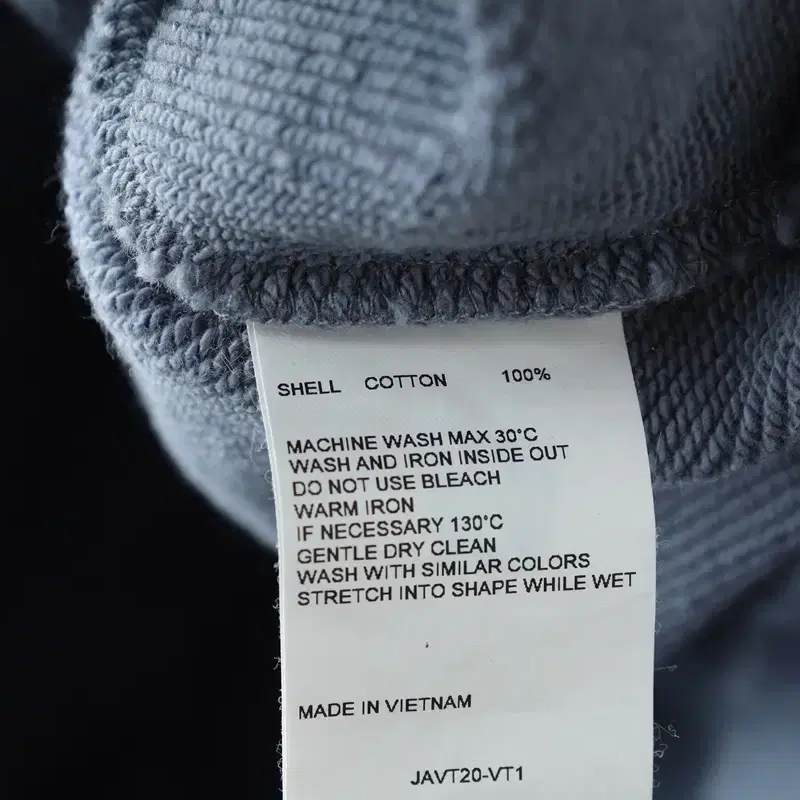 SHELL COTTON 100%
MACHINE WASH MAX 30°C
WASH AND IRON INSIDE OUT
DO NOT USE BLEACH
WARM IRON
IF NECESSARY 130°C
GENTLE DRY CLEAN
WASH WITH SIMILAR COLORS
STRETCH INTO SHAPE WHILE WET
MADE IN VIETNAM
JAVT20-VT1